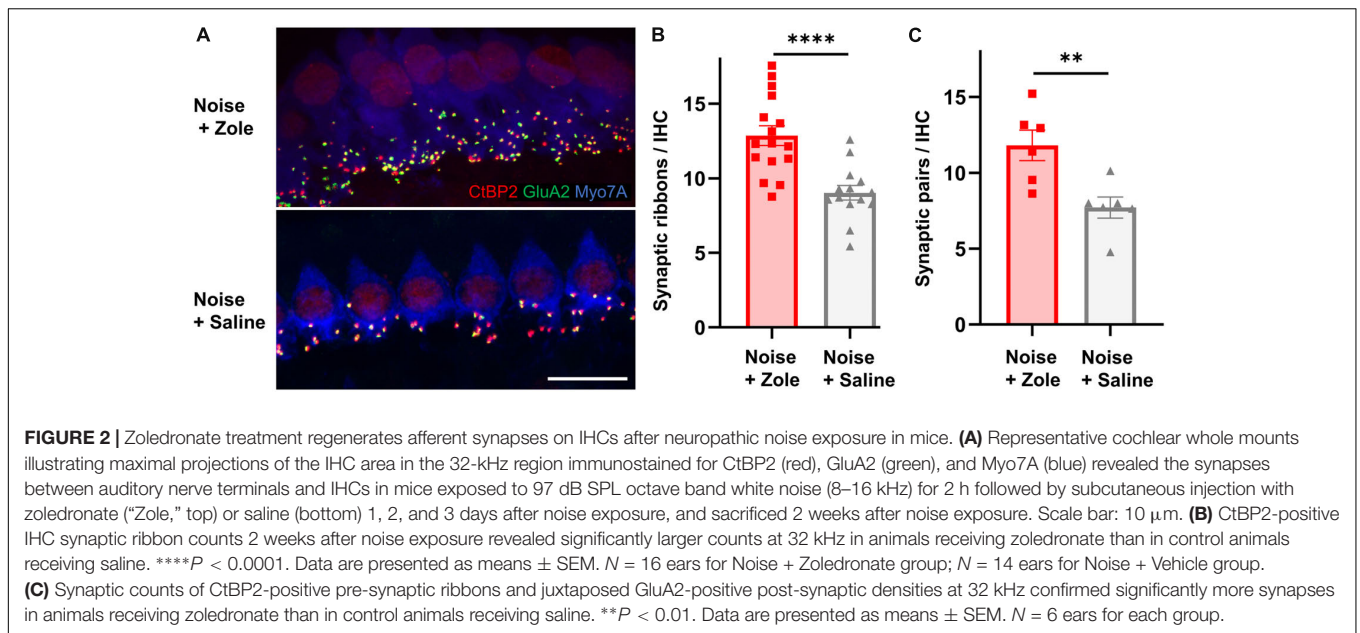 A
Noise
+ Zole
CtBP2 GluA2 Myo7A
Noise
+ Saline
B
****
Synaptic ribbons / IHC
15
10
5
0
Noise
+ Zole
Noise
+ Saline
C
**
Synaptic pairs / IHC
15
10
5
0
Noise
+ Zole
Noise
+ Saline
FIGURE 2 | Zoledronate treatment regenerates afferent synapses on IHCs after neuropathic noise exposure in mice. (A) Representative cochlear whole mounts
illustrating maximal projections of the IHC area in the 32-kHz region immunostained for CtBP2 (red), GluA2 (green), and Myo7A (blue) revealed the synapses
between auditory nerve terminals and IHCs in mice exposed to 97 dB SPL octave band white noise (8–16 kHz) for 2 h followed by subcutaneous injection with
zoledronate (“Zole,” top) or saline (bottom) 1, 2, and 3 days after noise exposure, and sacrificed 2 weeks after noise exposure. Scale bar: 10 μm. (B) CtBP2-positive
IHC synaptic ribbon counts 2 weeks after noise exposure revealed significantly larger counts at 32 kHz in animals receiving zoledronate than in control animals
receiving saline. ****P < 0.0001. Data are presented as means ± SEM. N = 16 ears for Noise + Zoledronate group; N = 14 ears for Noise + Vehicle group.
(C) Synaptic counts of CtBP2-positive pre-synaptic ribbons and juxtaposed GluA2-positive post-synaptic densities at 32 kHz confirmed significantly more synapses
in animals receiving zoledronate than in control animals receiving saline. **P < 0.01. Data are presented as means ± SEM. N = 6 ears for each group.